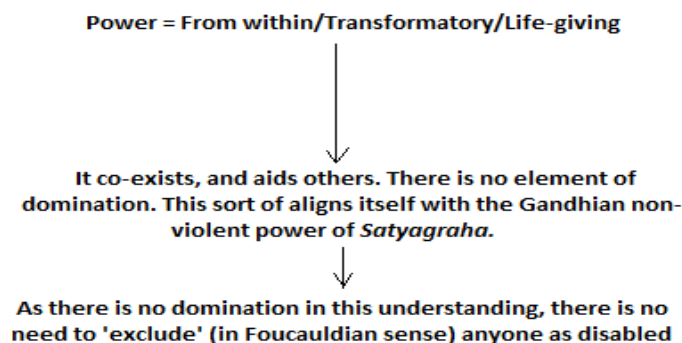 Power = From within/Transformatory/Life-giving
It co-exists, and aids others. There is no element of
domination. This sort of aligns itself with the Gandhian non-
violent power of Satyagraha.
As there is no domination in this understanding, there is no
need to 'exclude' (in Foucauldian sense) anyone as disabled